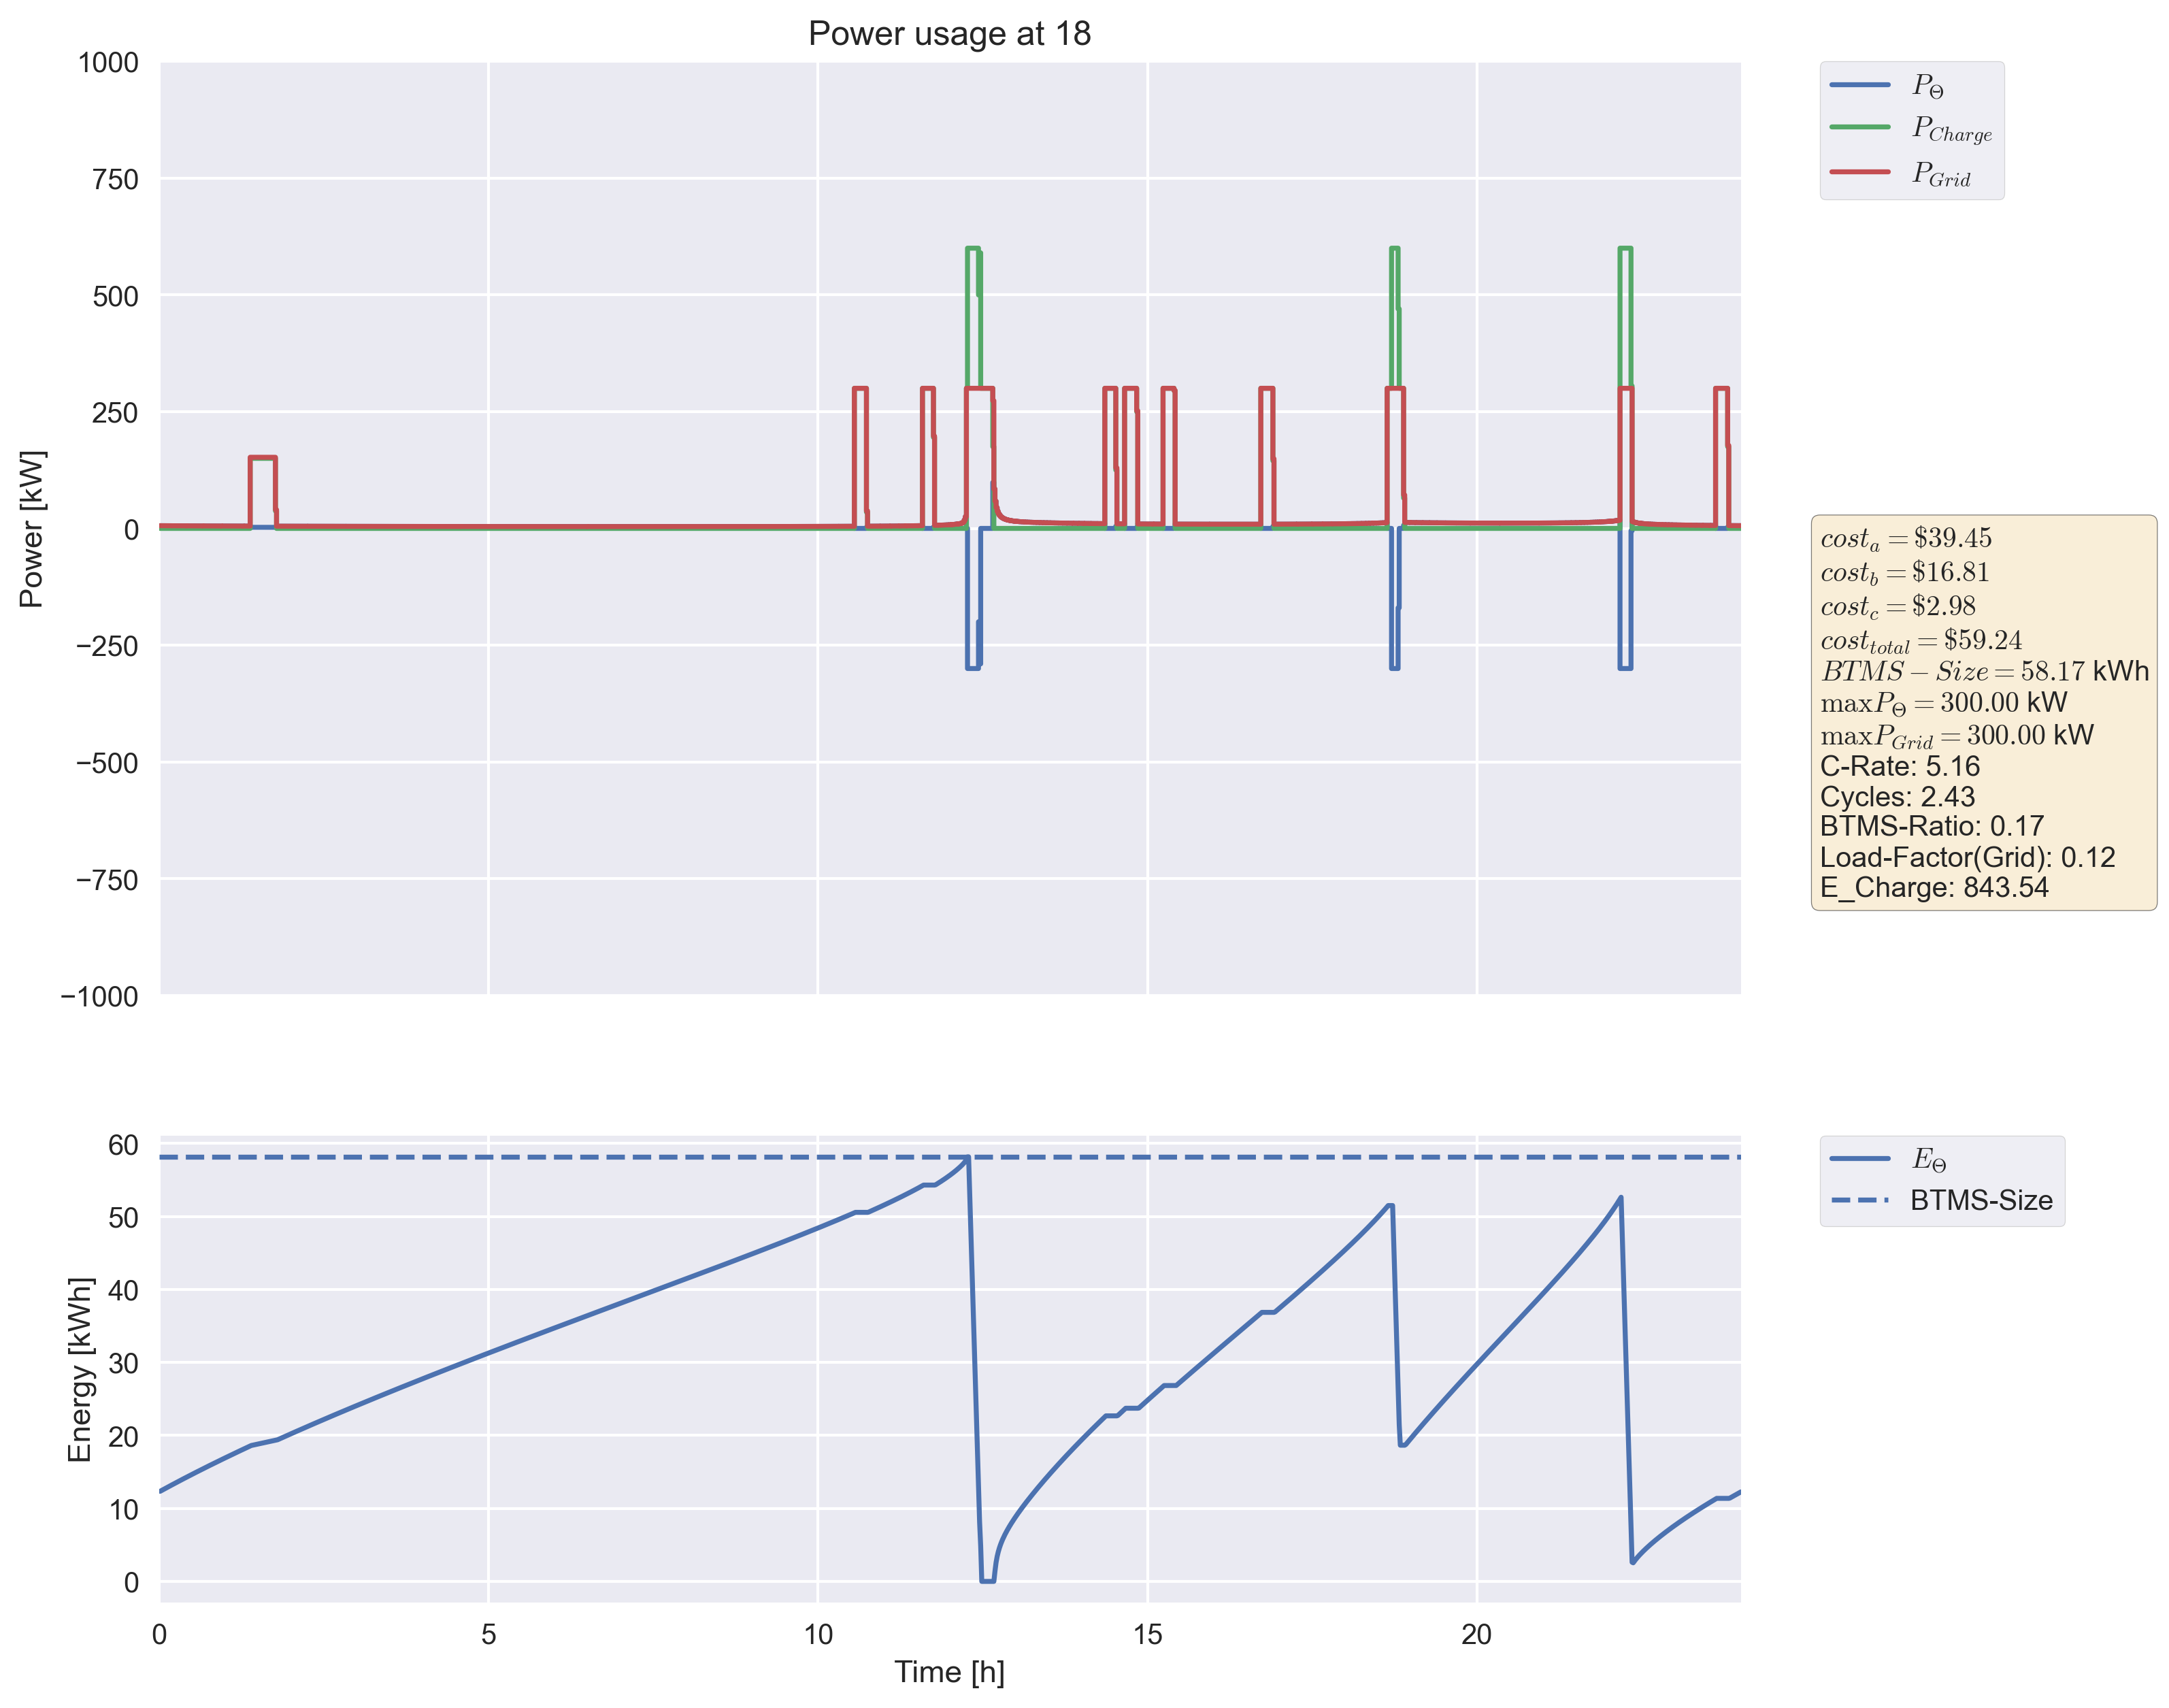 Power usage at 18
1000
750
500
250
0
−250
−500
−750
−1000
Power [kW]
P_Θ
P_Charge
P_Grid
cost_a = $39.45
cost_b = $16.81
cost_c = $2.98
cost_total = $59.24
BTMS − Size = 58.17 kWh
maxP_Θ = 300.00 kW
maxP_Grid = 300.00 kW
C-Rate: 5.16
Cycles: 2.43
BTMS-Ratio: 0.17
Load-Factor(Grid): 0.12
E_Charge: 843.54
60
50
40
30
20
10
0
Energy [kWh]
E_Θ
BTMS-Size
0 5 10 15 20
Time [h]